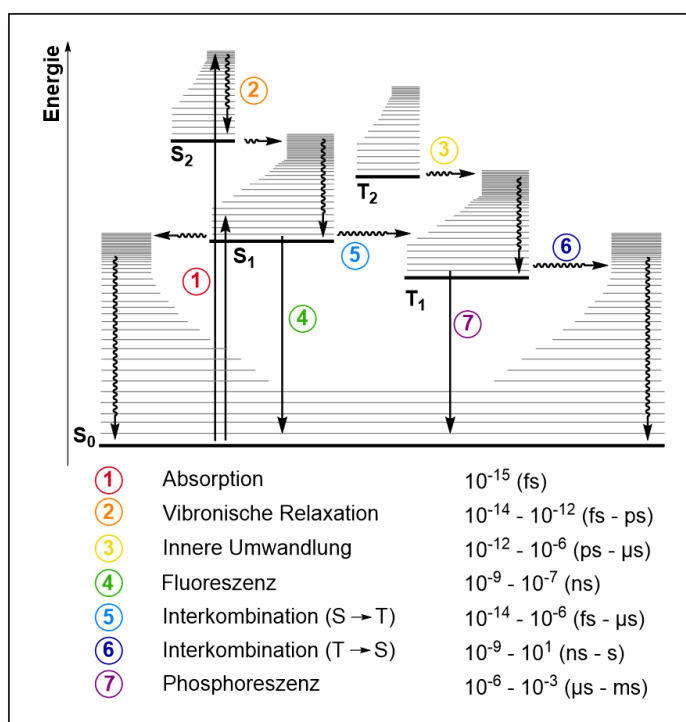 Energie
2
S2
3
T2
S1
5
6
1
T1
4
7
S0
1 Absorption 10^-15 (fs)
2 Vibronische Relaxation 10^-14 - 10^-12 (fs - ps)
3 Innere Umwandlung 10^-12 - 10^-6 (ps - µs)
4 Fluoreszenz 10^-9 - 10^-7 (ns)
5 Interkombination (S → T) 10^-14 - 10^-6 (fs - µs)
6 Interkombination (T → S) 10^-9 - 10^1 (ns - s)
7 Phosphoreszenz 10^-6 - 10^-3 (µs - ms)